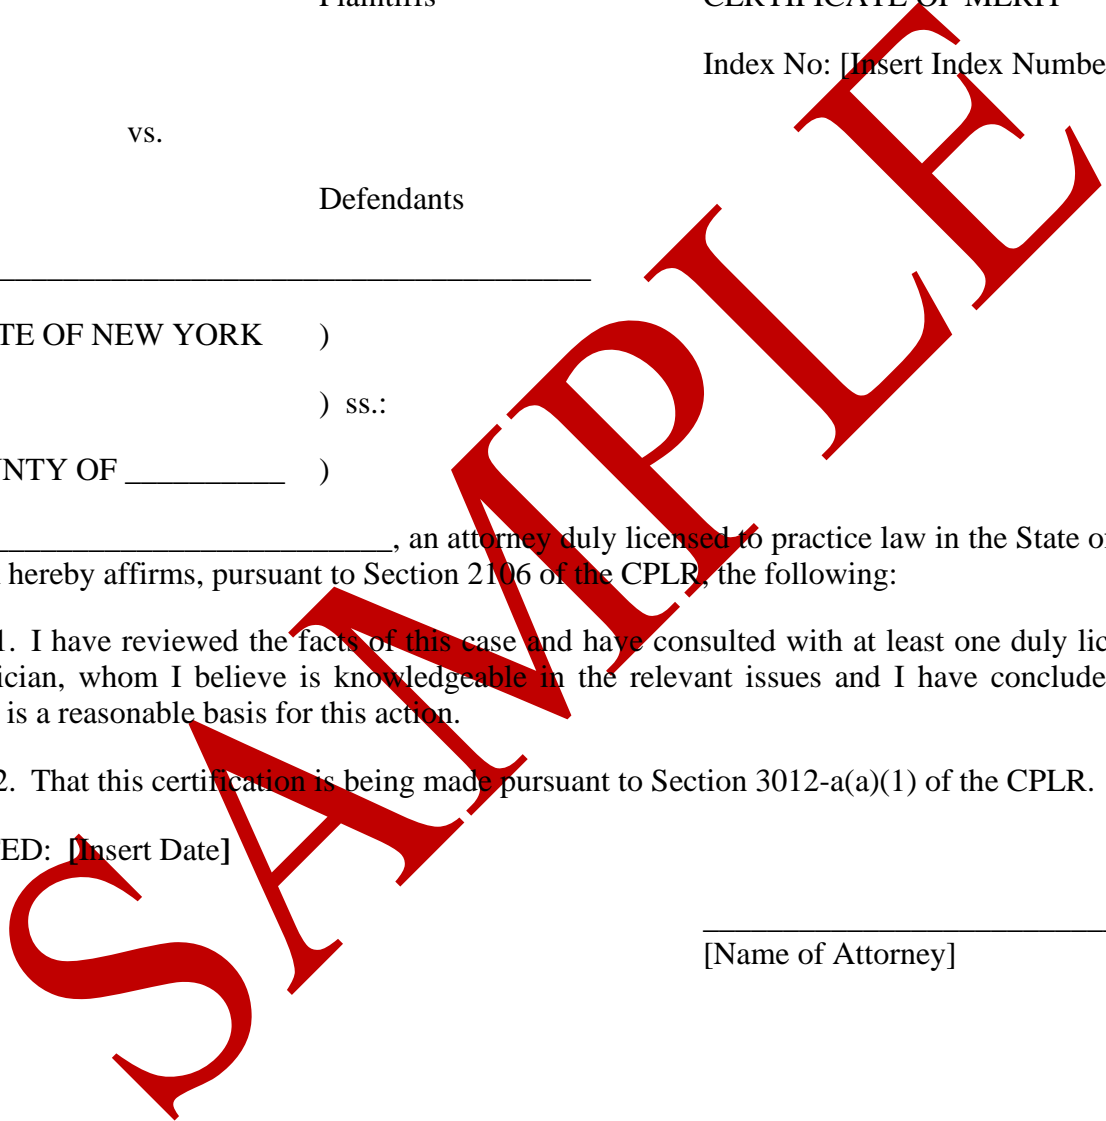 Plaintiffs CERTIFICATE OF MERIT
Index No: [Insert Index Numbe
vs.
Defendants
TE OF NEW YORK )
) ss.:
NTY OF __________ )
, an attorney duly licensed to practice law in the State of
hereby affirms, pursuant to Section 2106 of the CPLR, the following:
1. I have reviewed the facts of this case and have consulted with at least one duly lic
ician, whom I believe is knowledgeable in the relevant issues and I have conclude
is a reasonable basis for this action.
2. That this certification is being made pursuant to Section 3012-a(a)(1) of the CPLR.
ED: [Insert Date]
[Name of Attorney]
SAMPLE